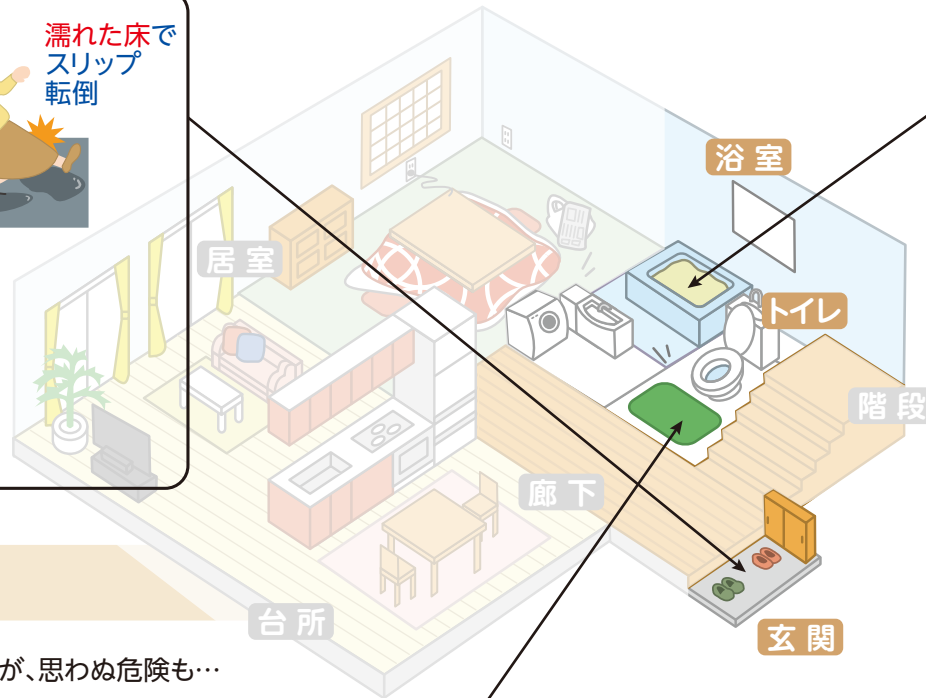 濡れた床で
スリップ
転倒
浴室
居室
トイレ
階段
廊下
台所
玄関
が、思わぬ危険も…